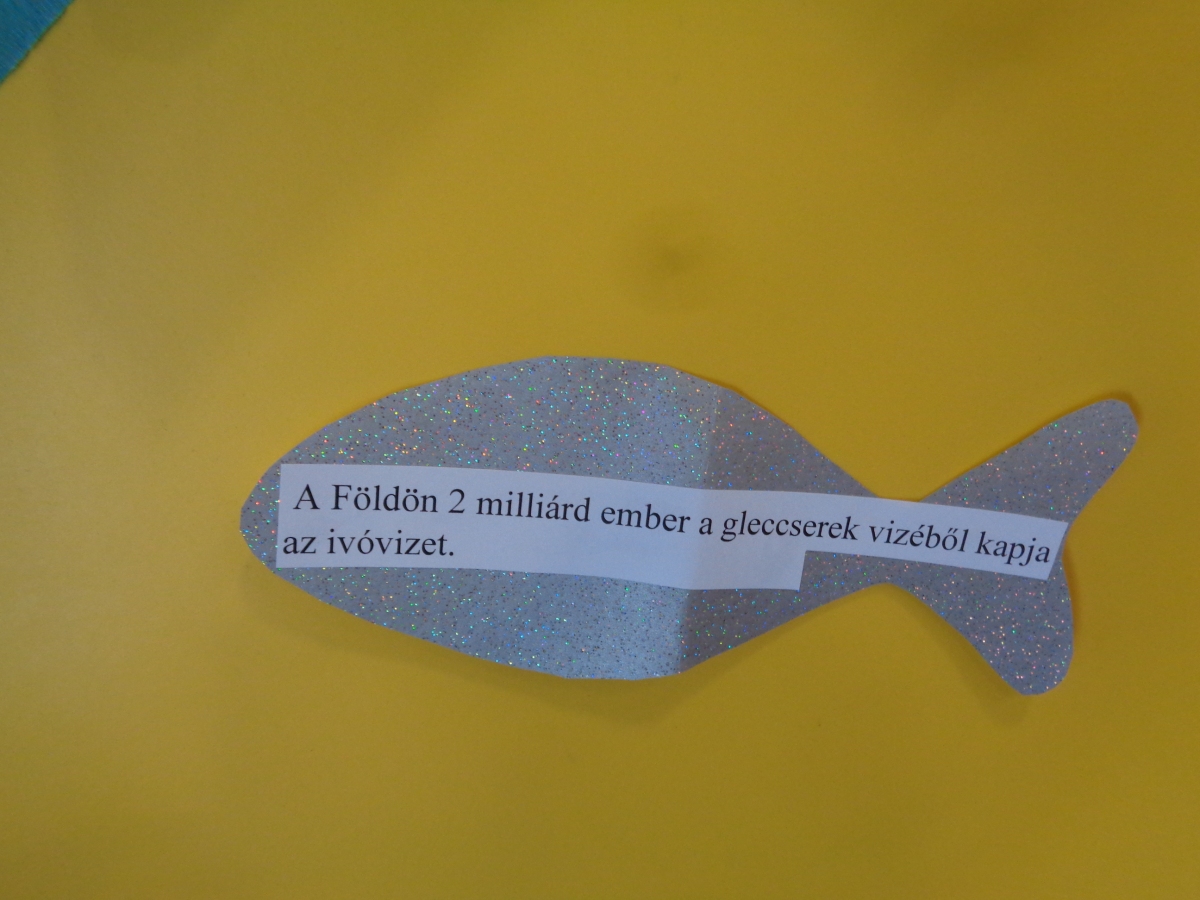 A Földön 2 milliárd ember a gleccserek vizéből kapja
az ivóvizet.